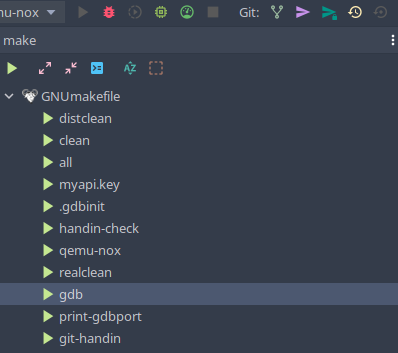 mu-nox Git:
make
GNUmakefile
distclean
clean
all
myapi.key
.gdbinit
handin-check
qemu-nox
realclean
gdb
print-gdbport
git-handin